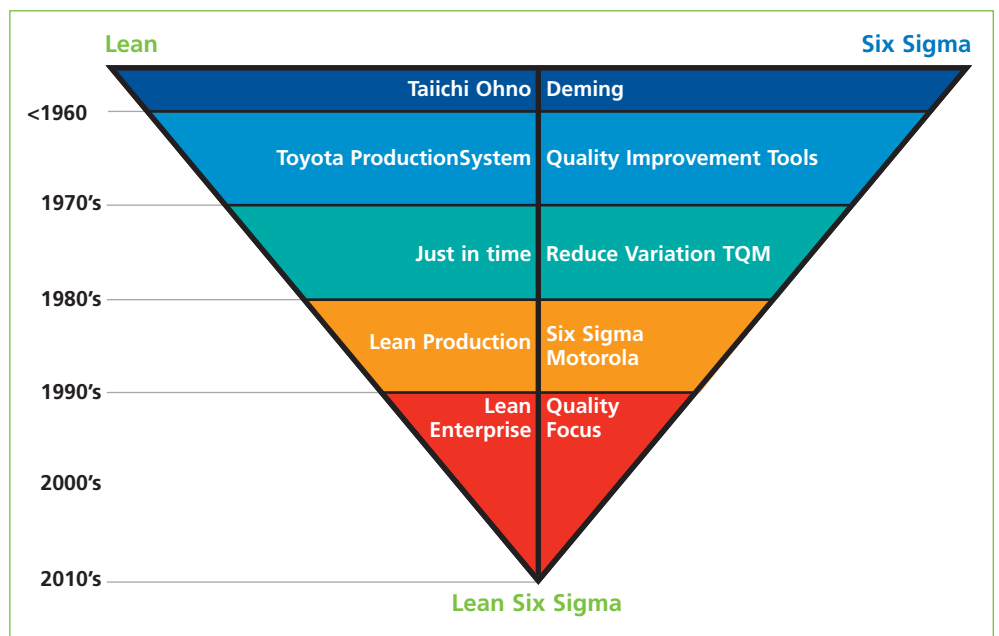 Lean
Six Sigma
Taiichi Ohno
Deming
<1960
Toyota ProductionSystem
Quality Improvement Tools
1970's
Just in time
Reduce Variation TQM
1980's
Lean Production
Six Sigma
Motorola
1990's
Lean
Enterprise
Quality
Focus
2000's
2010's
Lean Six Sigma